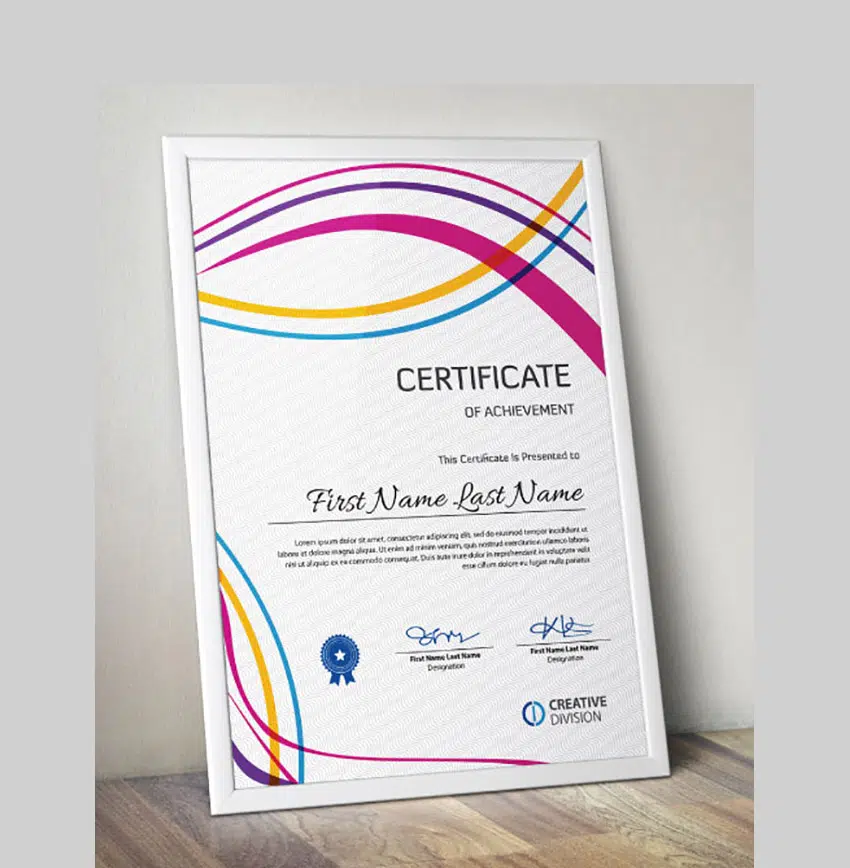 CERTIFICATE
OF ACHIEVEMENT
This Certificate Is Presented to
First Name Last Name
Lorem ipsum dolor sit amet, consectetur adipiscing elit, sed do eiusmod tempor incididunt ut
labore et dolore magna aliqua. Ut enim ad minim veniam, quis nostrud exercitation ullamco laboris
nisi ut aliquip ex ea commodo consequat. Duis aute irure dolor in reprehenderit in voluptate velit
esse cillum dolore eu fugiat nulla pariatus
First Name Last Name
Designation
First Name Last Name
Designation
CREATIVE
DIVISION